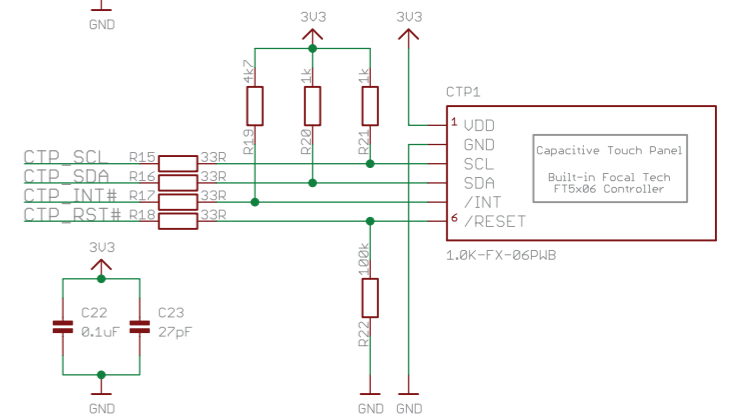 GND
3V3
3V3
4k7
1k
1k
R19
R20
R21
CTP1
1 VDD
GND
SCL
SDA
/INT
6 /RESET
Capacitive Touch Panel
Built-in Focal Tech
FT5x06 Controller
1.0K-FX-06PWB
CTP_SCL R15 33R
CTP_SDA R16 33R
CTP_INT# R17 33R
CTP_RST# R18 33R
100k
R22
3V3
C22
0.1uF
C23
27pF
GND
GND
GND